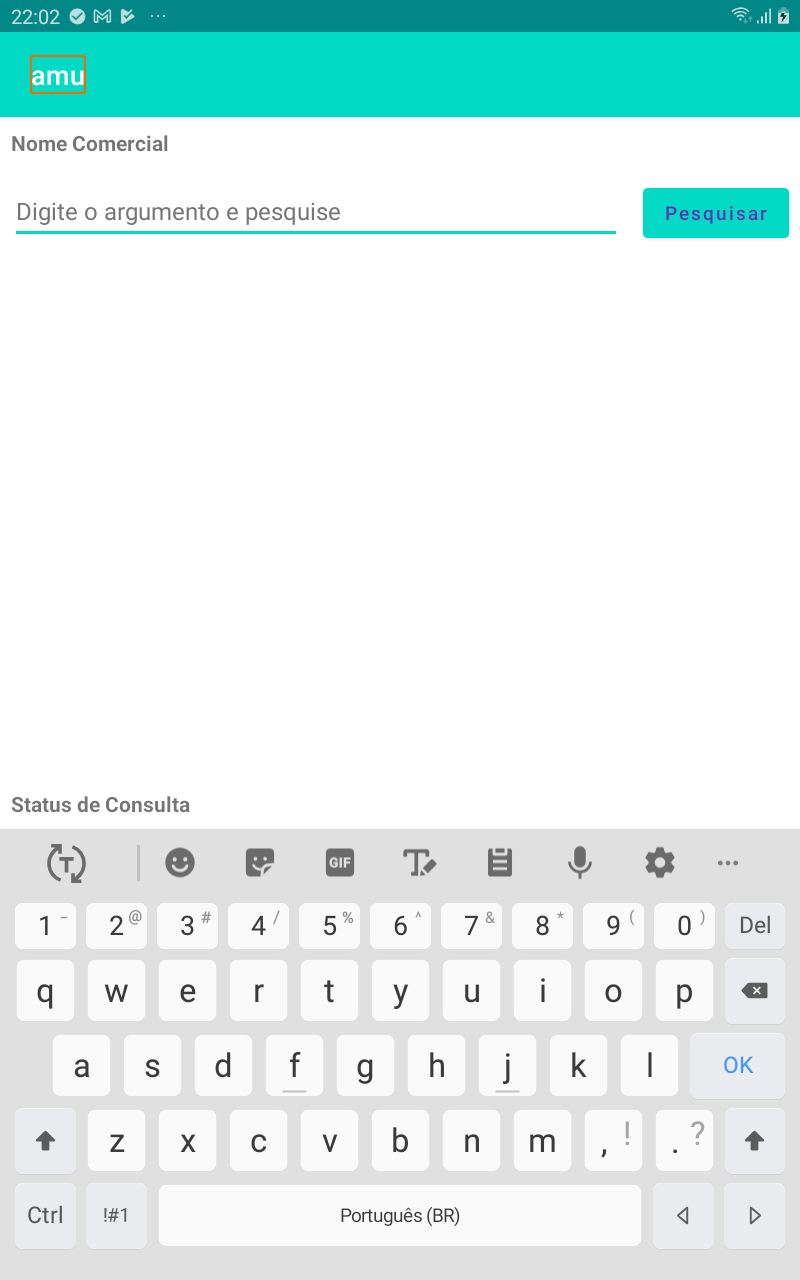 22:02
amu
Nome Comercial
Digite o argumento e pesquise
Pesquisar
Status de Consulta
T GIF T
1 - 2 @ 3 # 4 / 5 % 6 ^ 7 & 8 * 9 ( 0 ) Del
q w e r t y u i o p
a s d f g h j k l OK
z x c v b n m , ! . ?
Ctrl !#1 Português (BR)